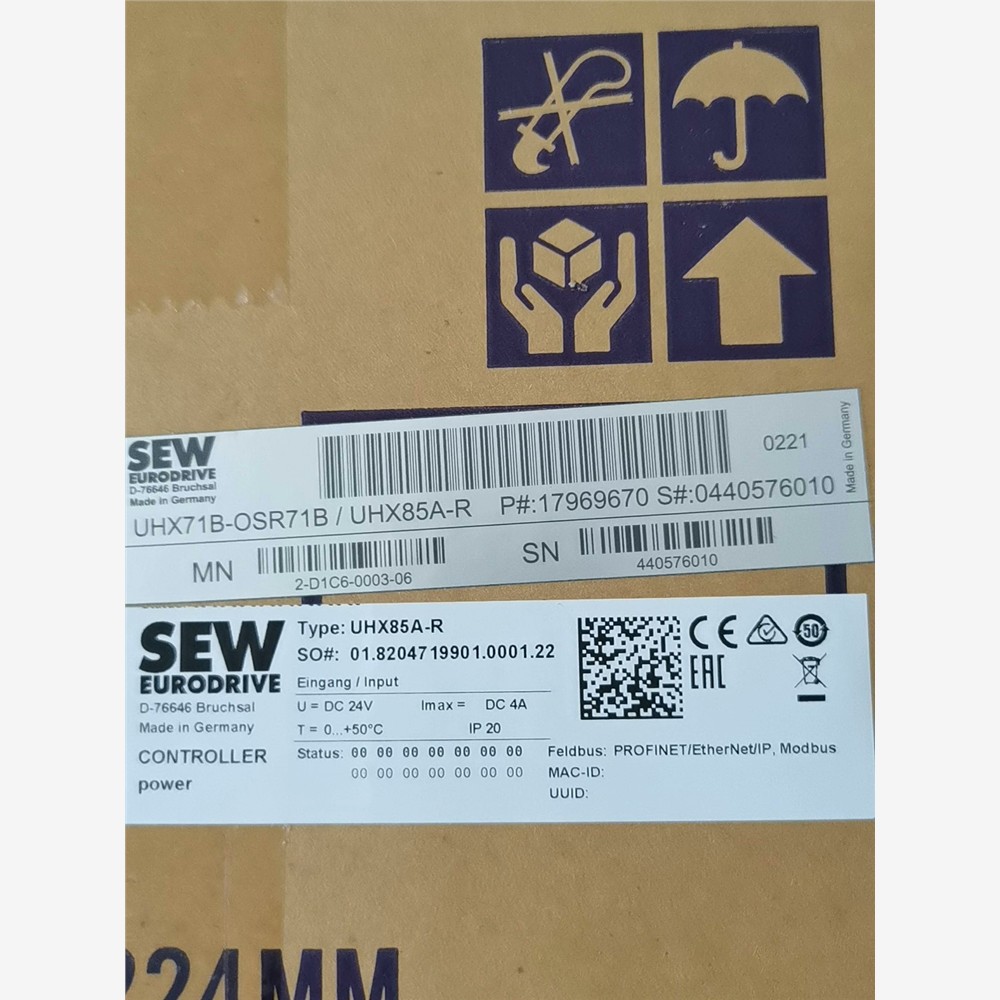 SEW
EURODRIVE
D-76646 Bruchsal
Made in Germany
0221
Made in Germany
UHX71B-OSR71B / UHX85A-R P#:17969670 S#:0440576010
MN
2-D1C6-0003-06
SN
440576010
SEW
EURODRIVE
D-76646 Bruchsal
Made in Germany
CONTROLLER
power
Type: UHX85A-R
SO#: 01.8204719901.0001.22
Eingang / Input
U = DC 24V Imax = DC 4A
T = 0...+50°C IP 20
Status: 00 00 00 00 00 00 00
00 00 00 00 00 00 00
CE
50
EAC
Feldbus: PROFINET/EtherNet/IP, Modbus
MAC-ID:
UUID:
224MM